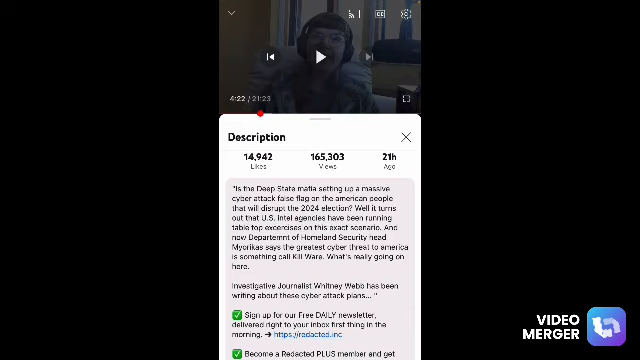 CC
4:22 / 21:23
Description
14,942 165,303 21h
Likes Views Ago
"Is the Deep State mafia setting up a massive
cyber attack false flag on the american people
that will disrupt the 2024 election? Well it turns
out that U.S. intel agencies have been running
table top excercises on this exact scenario. And
now Departemnt of Homeland Security head
Myorikas says the greatest cyber threat to america
is something call Kill Ware. What's really going on
here.
Investigative Journalist Whitney Webb has been
writing about these cyber attack plans... "
✅ Sign up for our Free DAILY newsletter,
delivered right to your inbox first thing in the
morning. ➔ https://redacted.inc
✅ Become a Redacted PLUS member and get
VIDEO
MERGER